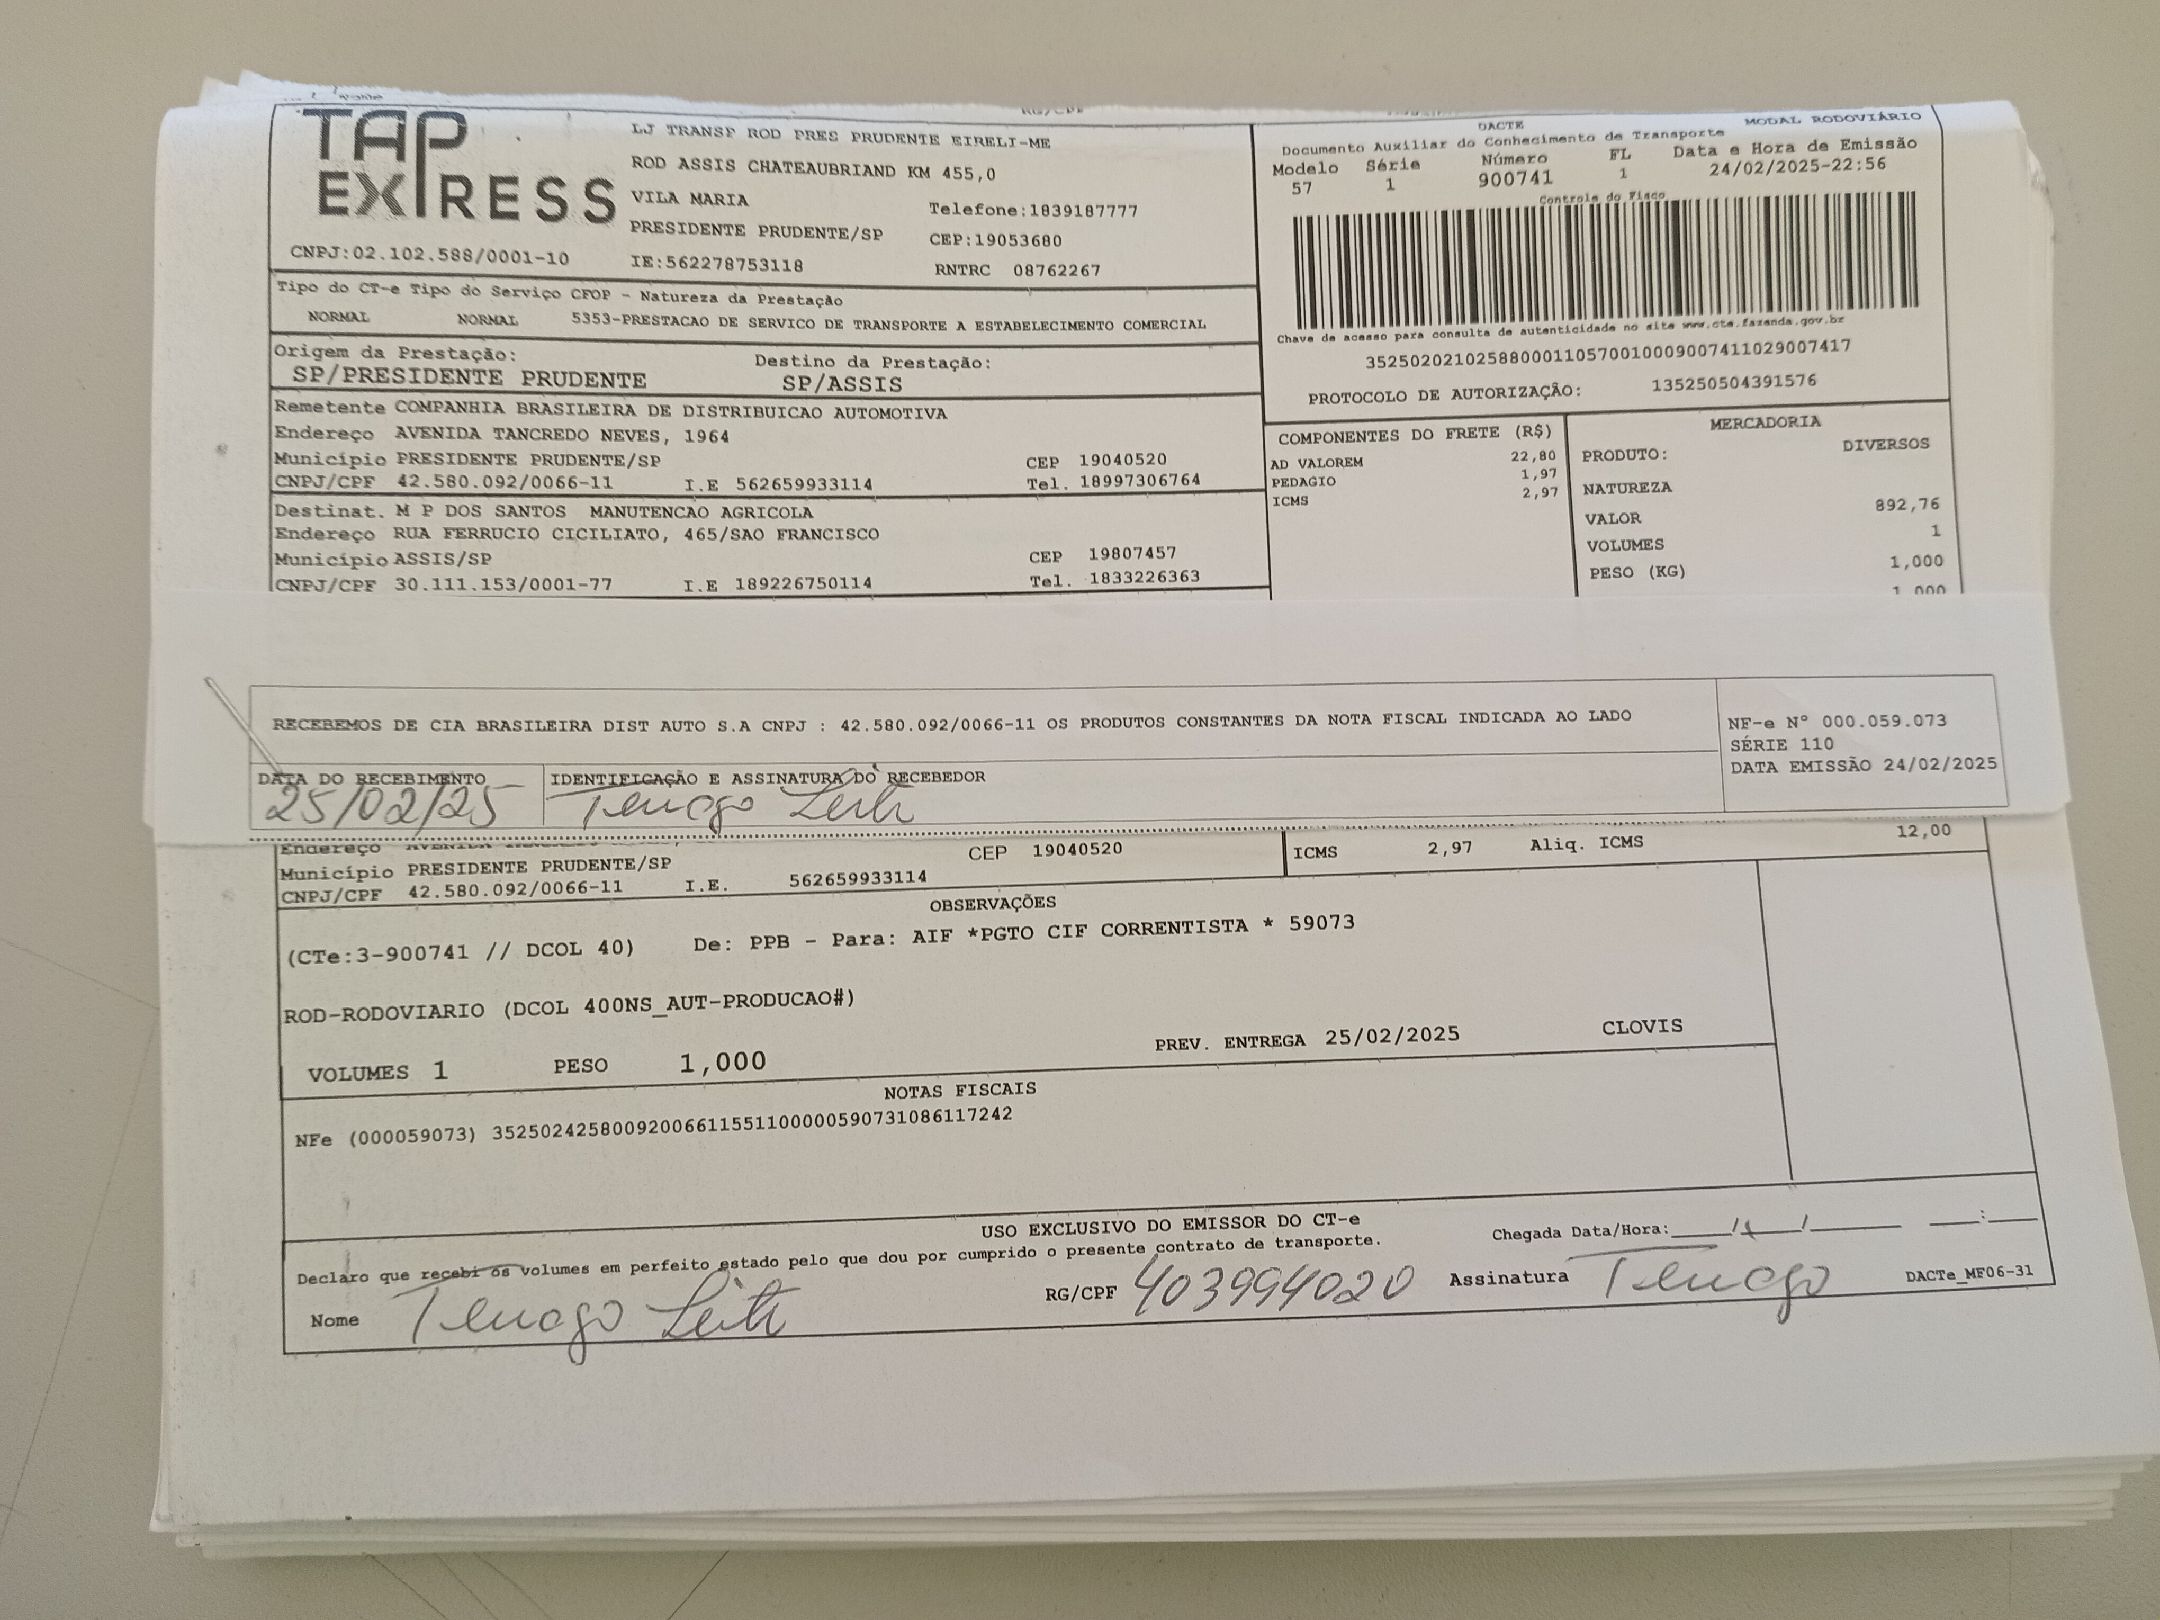 TAP
EXPRESS
CNPJ:02.102.588/0001-10
LJ TRANSP ROD PRES PRUDENTE EIRELI-ME
ROD ASSIS CHATEAUBRIAND KM 455,0
VILA MARIA
Telefone:1839187777
PRESIDENTE PRUDENTE/SP
CEP:19053680
IE:562278753118
RNTRC 08762267
DACTE
MODAL RODOVIÁRIO
Documento Auxiliar do Conhecimento de Transporte
Modelo Série Número FL Data e Hora de Emissão
57 1 900741 1 24/02/2025-22:56
Controle do Fisco
Chave de acesso para consulta de autenticidade no site www.cte.fazenda.gov.br
35250202102588000110570010009007411029007417
PROTOCOLO DE AUTORIZAÇÃO: 135250504391576
Tipo do CT-e Tipo do Serviço CFOP - Natureza da Prestação
NORMAL NORMAL 5353-PRESTACAO DE SERVICO DE TRANSPORTE A ESTABELECIMENTO COMERCIAL
Origem da Prestação: Destino da Prestação:
SP/PRESIDENTE PRUDENTE SP/ASSIS
Remetente COMPANHIA BRASILEIRA DE DISTRIBUICAO AUTOMOTIVA
Endereço AVENIDA TANCREDO NEVES, 1964
Município PRESIDENTE PRUDENTE/SP CEP 19040520
CNPJ/CPF 42.580.092/0066-11 I.E 562659933114 Tel. 18997306764
Destinat. M P DOS SANTOS MANUTENCAO AGRICOLA
Endereço RUA FERRUCIO CICILIATO, 465/SAO FRANCISCO
Município ASSIS/SP CEP 19807457
CNPJ/CPF 30.111.153/0001-77 I.E 189226750114 Tel. 1833226363
COMPONENTES DO FRETE (R$)
AD VALOREM 22,80
PEDAGIO 1,97
ICMS 2,97
MERCADORIA
PRODUTO: DIVERSOS
NATUREZA
VALOR 892,76
VOLUMES 1
PESO (KG) 1,000
1,000
RECEBEMOS DE CIA BRASILEIRA DIST AUTO S.A CNPJ : 42.580.092/0066-11 OS PRODUTOS CONSTANTES DA NOTA FISCAL INDICADA AO LADO
NF-e Nº 000.059.073
SÉRIE 110
DATA EMISSÃO 24/02/2025
DATA DO RECEBIMENTO IDENTIFICAÇÃO E ASSINATURA DO RECEBEDOR
25/02/25
Endereço AVENIDA
Município PRESIDENTE PRUDENTE/SP CEP 19040520
CNPJ/CPF 42.580.092/0066-11 I.E. 562659933114
ICMS 2,97 Aliq. ICMS 12,00
OBSERVAÇÕES
(CTe:3-900741 // DCOL 40) De: PPB - Para: AIF *PGTO CIF CORRENTISTA * 59073
ROD-RODOVIARIO (DCOL 400NS_AUT-PRODUCAO#)
VOLUMES 1 PESO 1,000 PREV. ENTREGA 25/02/2025 CLOVIS
NOTAS FISCAIS
NFe (000059073) 35250242580092006611551100000590731086117242
USO EXCLUSIVO DO EMISSOR DO CT-e
Declaro que recebi os volumes em perfeito estado pelo que dou por cumprido o presente contrato de transporte.
Chegada Data/Hora:
Nome RG/CPF 403994020 Assinatura
DACTe_MF06-31